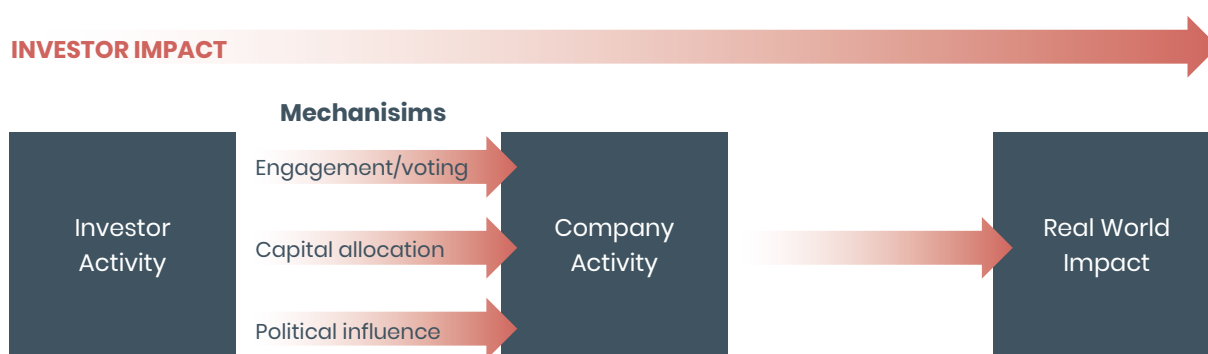 INVESTOR IMPACT
Mechanisims
Engagement/voting
Investor
Activity
Capital allocation
Company
Activity
Real World
Impact
Political influence